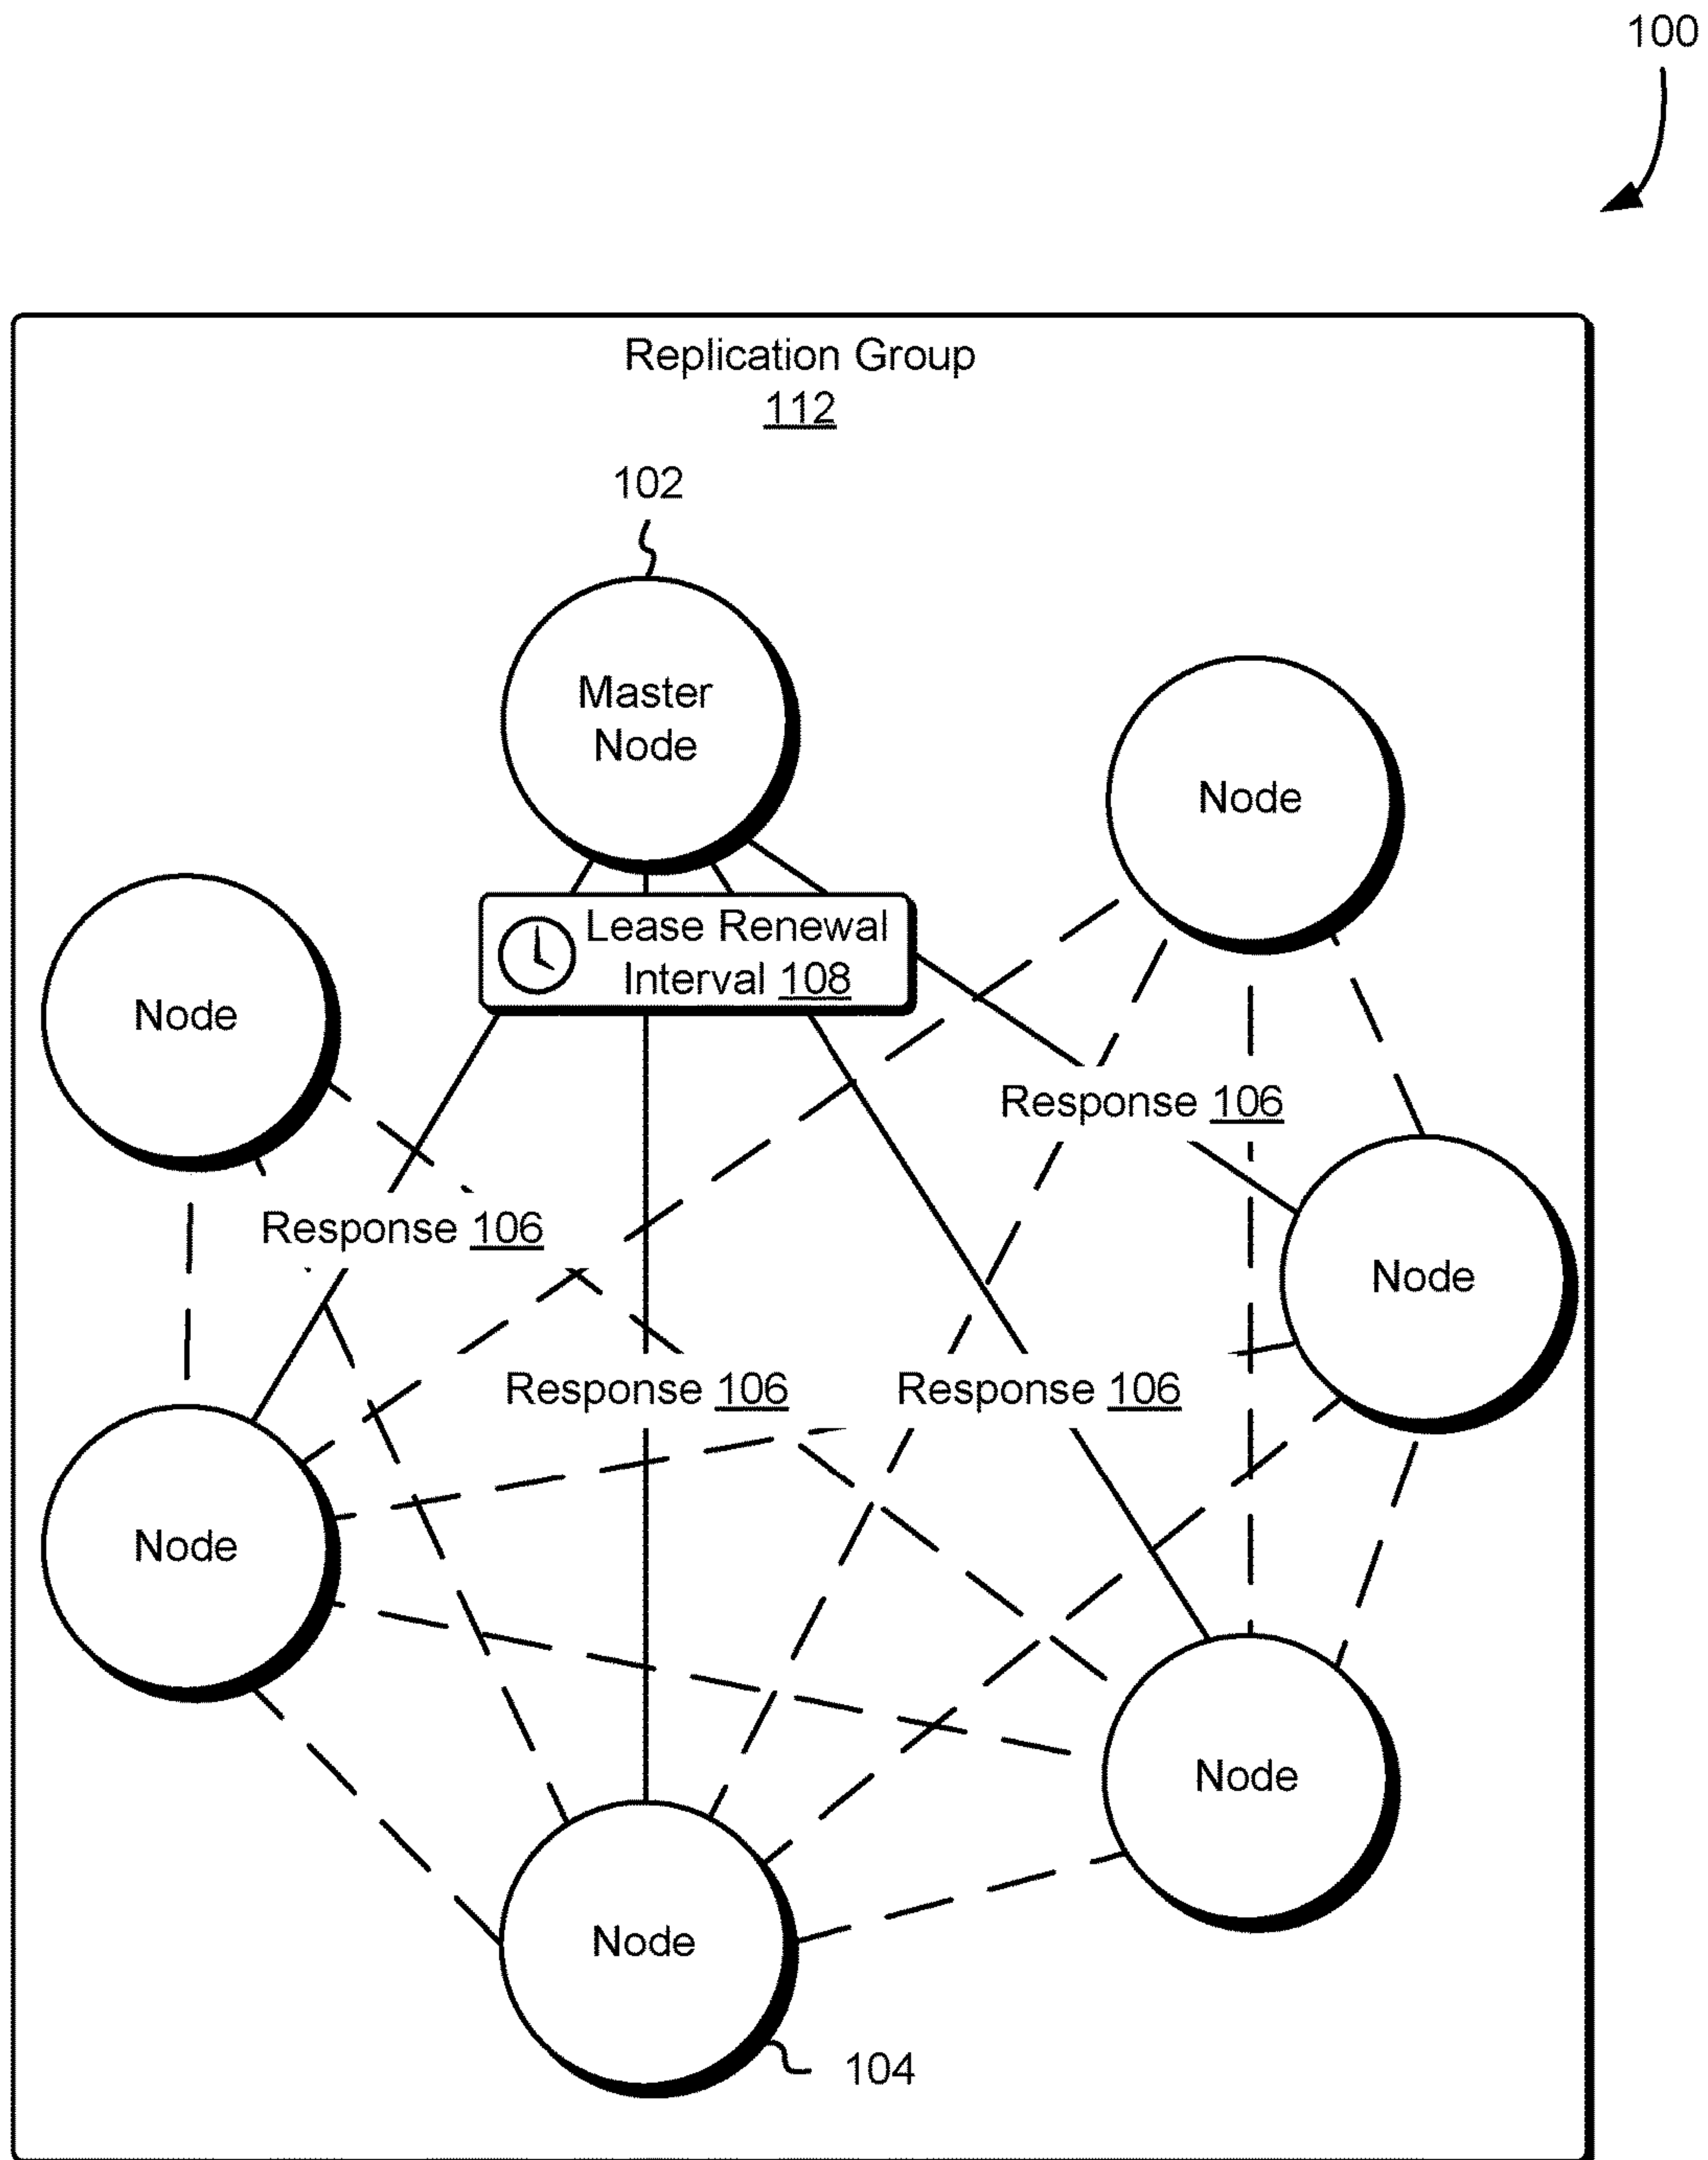 100
Replication Group
112
102
Master
Node
Node
Lease Renewal
Interval 108
Node
Response 106
Response 106
Node
Response 106
Response 106
Node
Node
Node
104